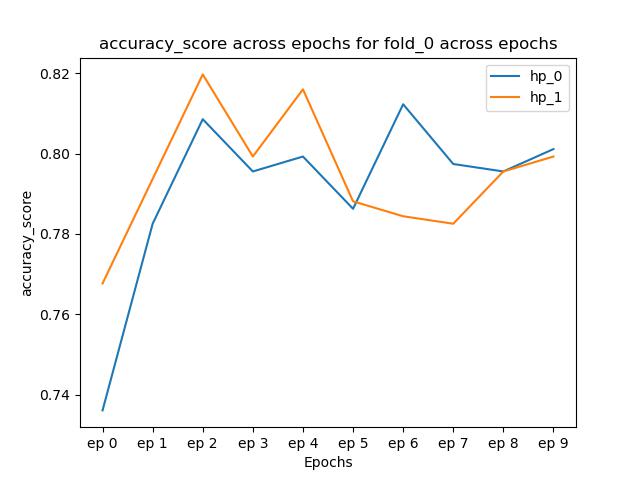 accuracy_score across epochs for fold_0 across epochs
hp_0
hp_1
accuracy_score
0.82
0.80
0.78
0.76
0.74
ep 0 ep 1 ep 2 ep 3 ep 4 ep 5 ep 6 ep 7 ep 8 ep 9
Epochs